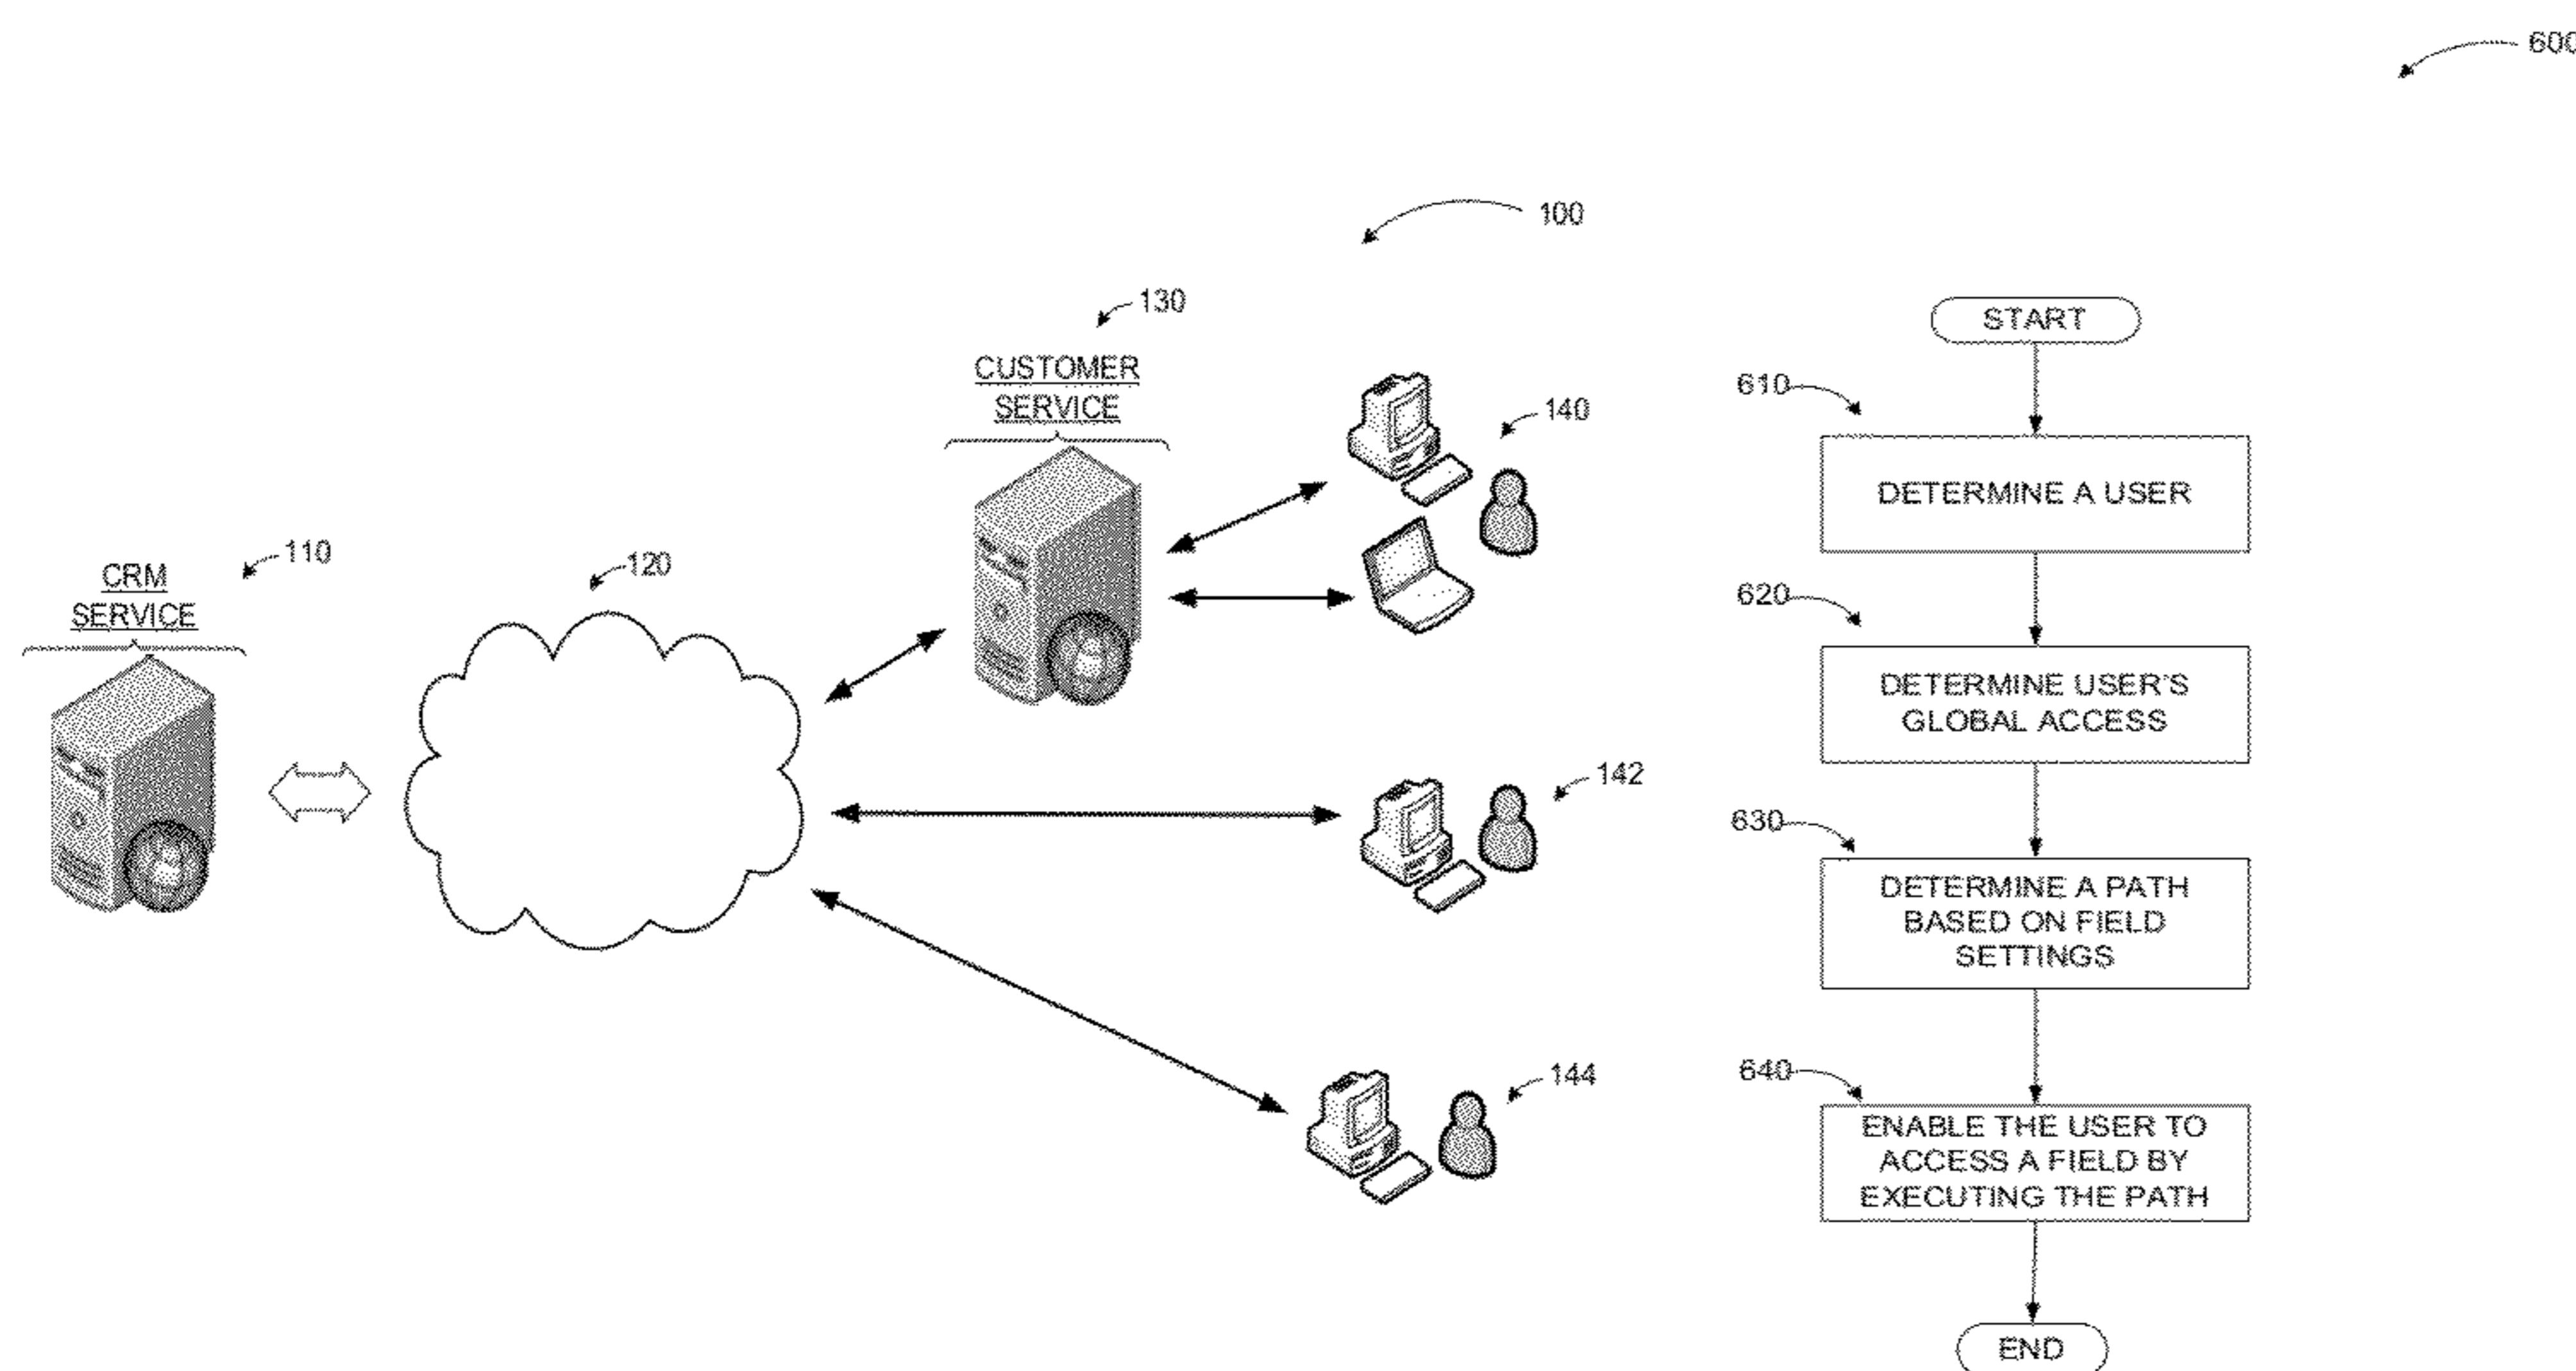 600
100
130
CUSTOMER
SERVICE
140
110
CRM
SERVICE
120
142
144
START
610
DETERMINE A USER
620
DETERMINE USER'S
GLOBAL ACCESS
630
DETERMINE A PATH
BASED ON FIELD
SETTINGS
640
ENABLE THE USER TO
ACCESS A FIELD BY
EXECUTING THE PATH
END